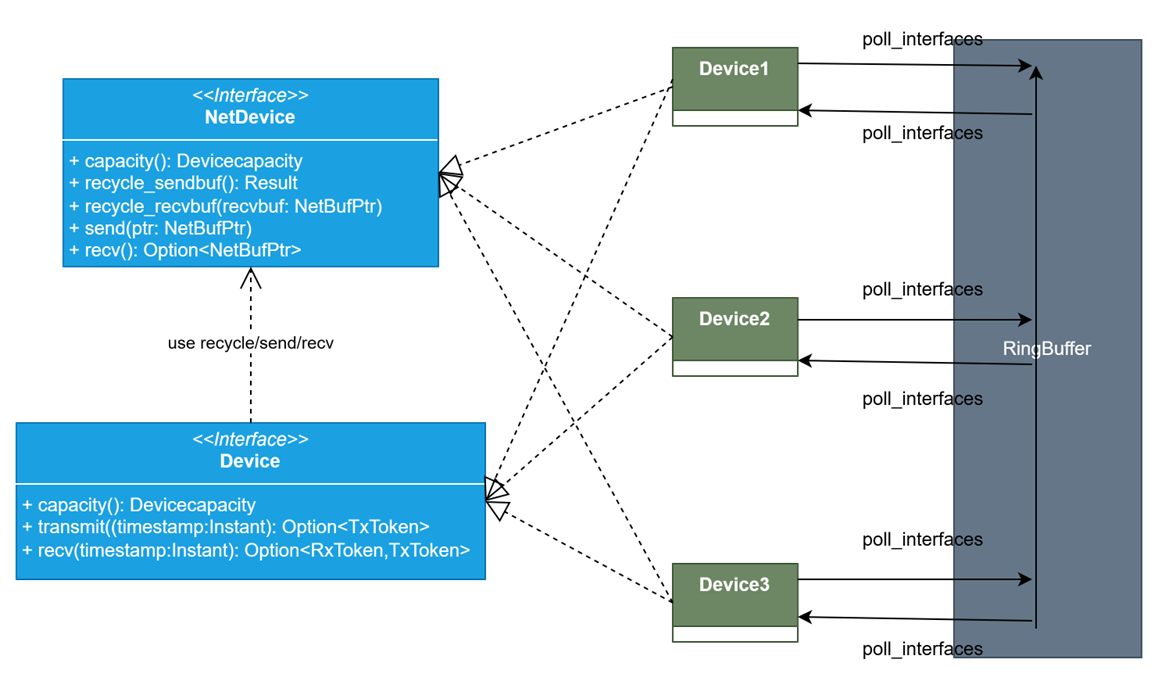 <<Interface>>
NetDevice
+ capacity(): Devicecapacity
+ recycle_sendbuf(): Result
+ recycle_recvbuf(recvbuf: NetBufPtr)
+ send(ptr: NetBufPtr)
+ recv(): Option<NetBufPtr>
use recycle/send/recv
<<Interface>>
Device
+ capacity(): Devicecapacity
+ transmit((timestamp:Instant): Option<TxToken>
+ recv(timestamp:Instant): Option<RxToken,TxToken>
Device1
poll_interfaces
poll_interfaces
Device2
poll_interfaces
poll_interfaces
Device3
poll_interfaces
poll_interfaces
RingBuffer